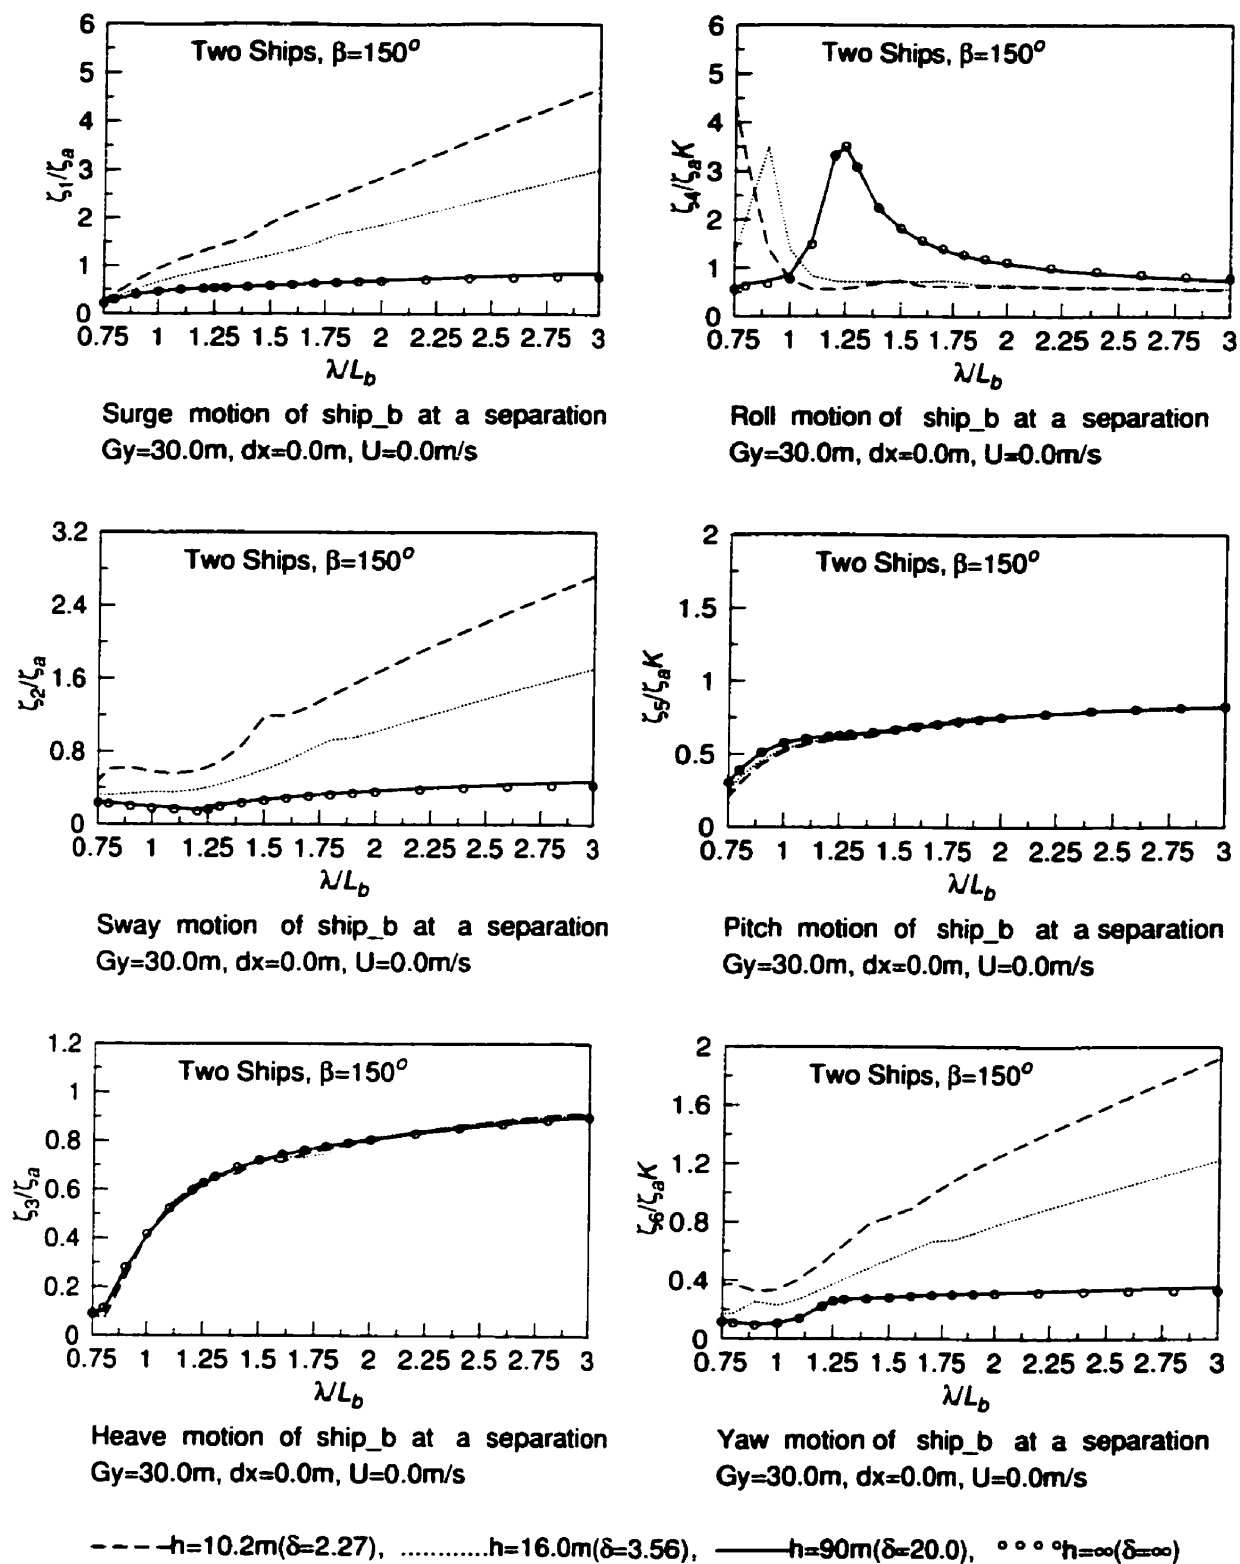 6
5
4
3
2
1
0
ζ1/ζa
Two Ships, β=150°
0.75 1 1.25 1.5 1.75 2 2.25 2.5 2.75 3
λ/Lb
Surge motion of ship_b at a separation
Gy=30.0m, dx=0.0m, U=0.0m/s
6
5
4
3
2
1
0
ζ4/ζaK
Two Ships, β=150°
0.75 1 1.25 1.5 1.75 2 2.25 2.5 2.75 3
λ/Lb
Roll motion of ship_b at a separation
Gy=30.0m, dx=0.0m, U=0.0m/s
3.2
2.4
1.6
0.8
0
ζ2/ζa
Two Ships, β=150°
0.75 1 1.25 1.5 1.75 2 2.25 2.5 2.75 3
λ/Lb
Sway motion of ship_b at a separation
Gy=30.0m, dx=0.0m, U=0.0m/s
2
1.5
1
0.5
0
ζ5/ζaK
Two Ships, β=150°
0.75 1 1.25 1.5 1.75 2 2.25 2.5 2.75 3
λ/Lb
Pitch motion of ship_b at a separation
Gy=30.0m, dx=0.0m, U=0.0m/s
1.2
1
0.8
0.6
0.4
0.2
0
ζ3/ζa
Two Ships, β=150°
0.75 1 1.25 1.5 1.75 2 2.25 2.5 2.75 3
λ/Lb
Heave motion of ship_b at a separation
Gy=30.0m, dx=0.0m, U=0.0m/s
2
1.6
1.2
0.8
0.4
0
ζ6/ζaK
Two Ships, β=150°
0.75 1 1.25 1.5 1.75 2 2.25 2.5 2.75 3
λ/Lb
Yaw motion of ship_b at a separation
Gy=30.0m, dx=0.0m, U=0.0m/s
h=10.2m(δ=2.27), h=16.0m(δ=3.56), h=90m(δ=20.0), h=∞(δ=∞)